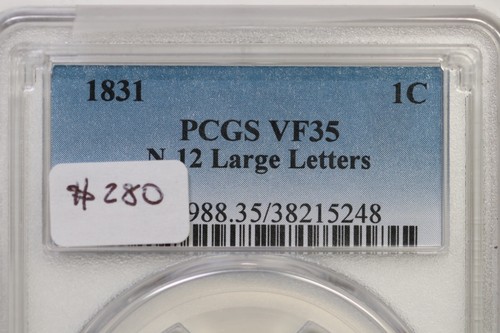 1831 1C
PCGS VF35
N-12 Large Letters
$280
988.35/38215248